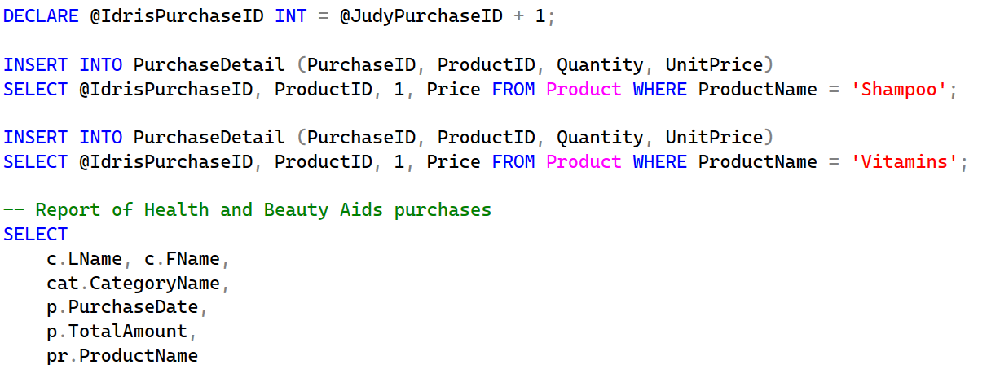 DECLARE @IdrisPurchaseID INT = @JudyPurchaseID + 1;
INSERT INTO PurchaseDetail (PurchaseID, ProductID, Quantity, UnitPrice)
SELECT @IdrisPurchaseID, ProductID, 1, Price FROM Product WHERE ProductName = 'Shampoo';
INSERT INTO PurchaseDetail (PurchaseID, ProductID, Quantity, UnitPrice)
SELECT @IdrisPurchaseID, ProductID, 1, Price FROM Product WHERE ProductName = 'Vitamins';
-- Report of Health and Beauty Aids purchases
SELECT
c.LName, c.FName,
cat.CategoryName,
p.PurchaseDate,
p.TotalAmount,
pr.ProductName